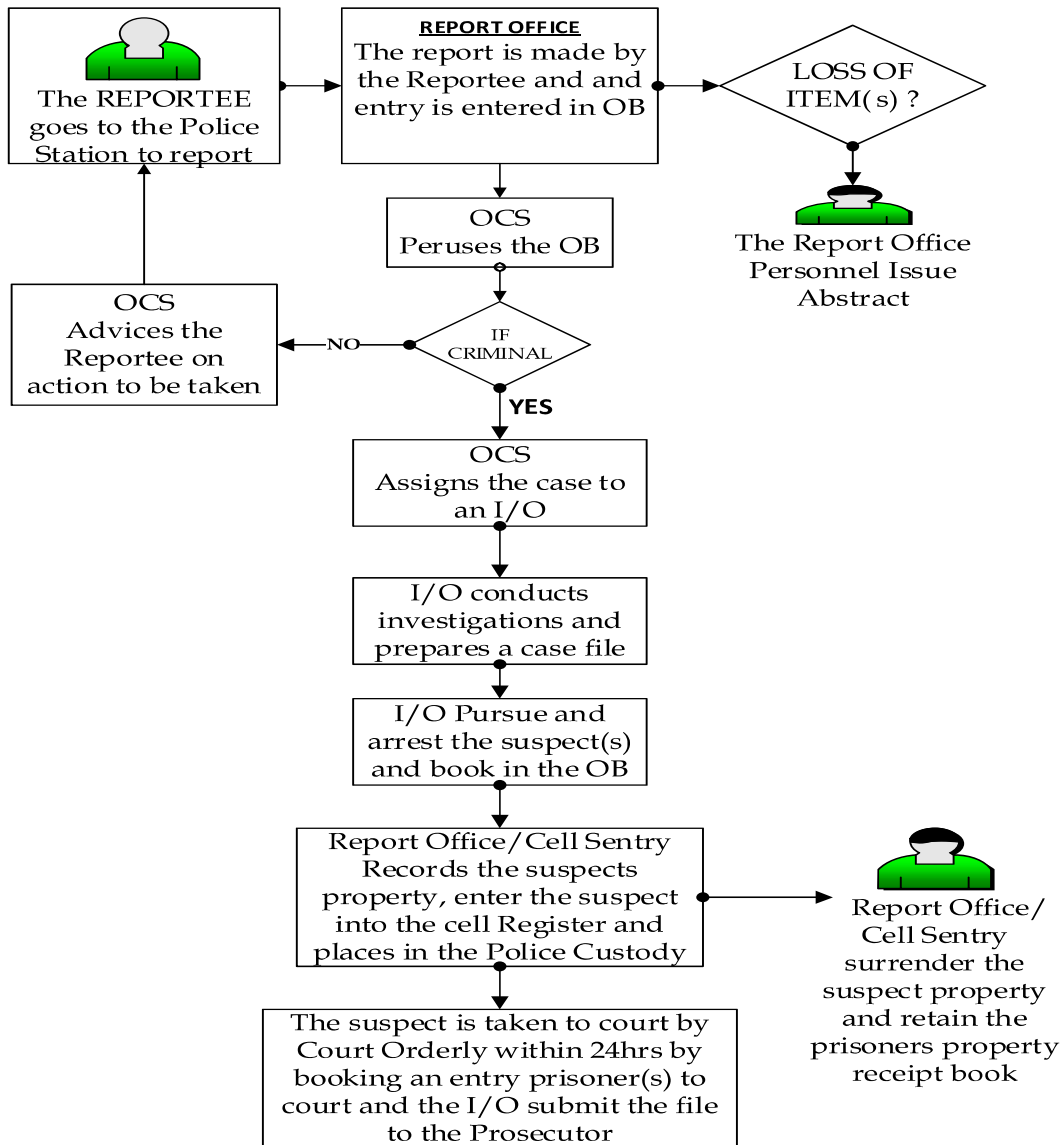 The REPORTEE
goes to the Police
Station to report
REPORT OFFICE
The report is made by
the Reportee and and
entry is entered in OB
LOSS OF
ITEM(s) ?
The Report Office
Personnel Issue
Abstract
OCS
Peruses the OB
IF
CRIMINAL
NO
OCS
Advices the
Reportee on
action to be taken
YES
OCS
Assigns the case to
an I/O
I/O conducts
investigations and
prepares a case file
I/O Pursue and
arrest the suspect(s)
and book in the OB
Report Office/Cell Sentry
Records the suspects
property, enter the suspect
into the cell Register and
places in the Police Custody
Report Office/
Cell Sentry
surrender the
suspect property
and retain the
prisoners property
receipt book
The suspect is taken to court by
Court Orderly within 24hrs by
booking an entry prisoner(s) to
court and the I/O submit the file
to the Prosecutor